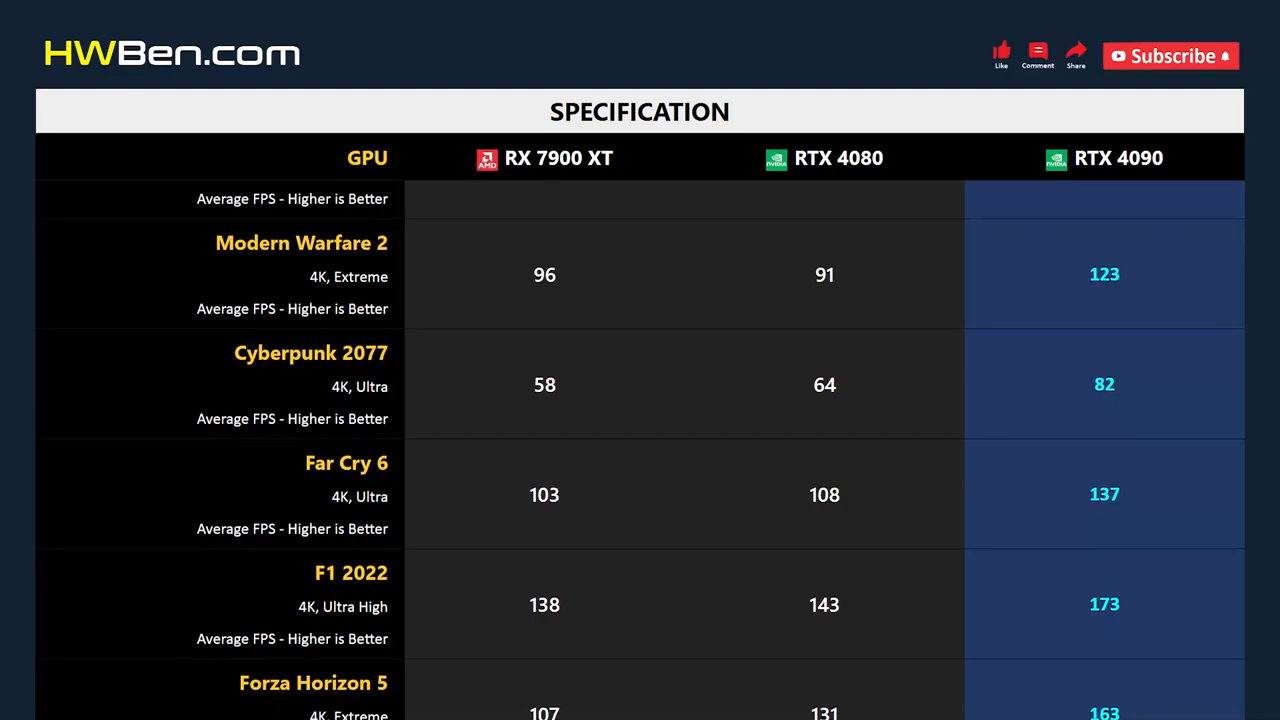 HWBen.com
Like
Comment
Share
Subscribe
SPECIFICATION
GPU
AMD RX 7900 XT
NVIDIA RTX 4080
NVIDIA RTX 4090
Average FPS - Higher is Better
Modern Warfare 2
4K, Extreme
Average FPS - Higher is Better
96
91
123
Cyberpunk 2077
4K, Ultra
Average FPS - Higher is Better
58
64
82
Far Cry 6
4K, Ultra
Average FPS - Higher is Better
103
108
137
F1 2022
4K, Ultra High
Average FPS - Higher is Better
138
143
173
Forza Horizon 5
4K, Extreme
107
131
163